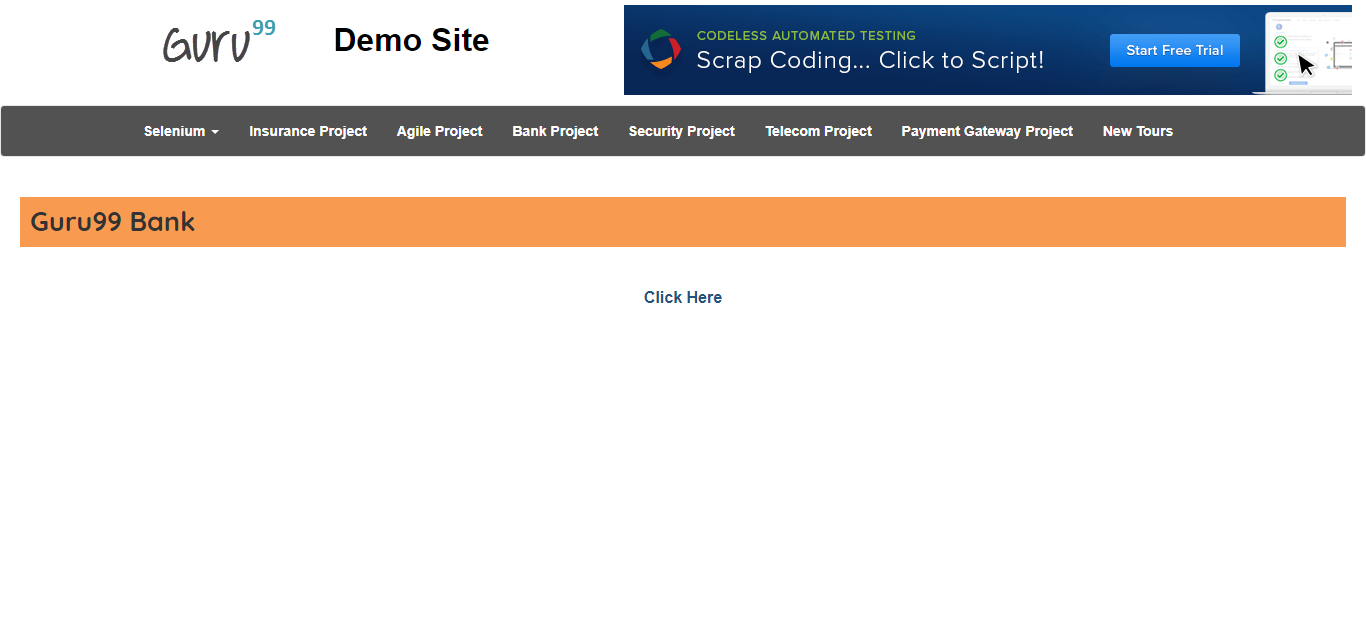 Guru99
Demo Site
CODELESS AUTOMATED TESTING
Scrap Coding... Click to Script!
Start Free Trial
Selenium
Insurance Project
Agile Project
Bank Project
Security Project
Telecom Project
Payment Gateway Project
New Tours
Guru99 Bank
Click Here